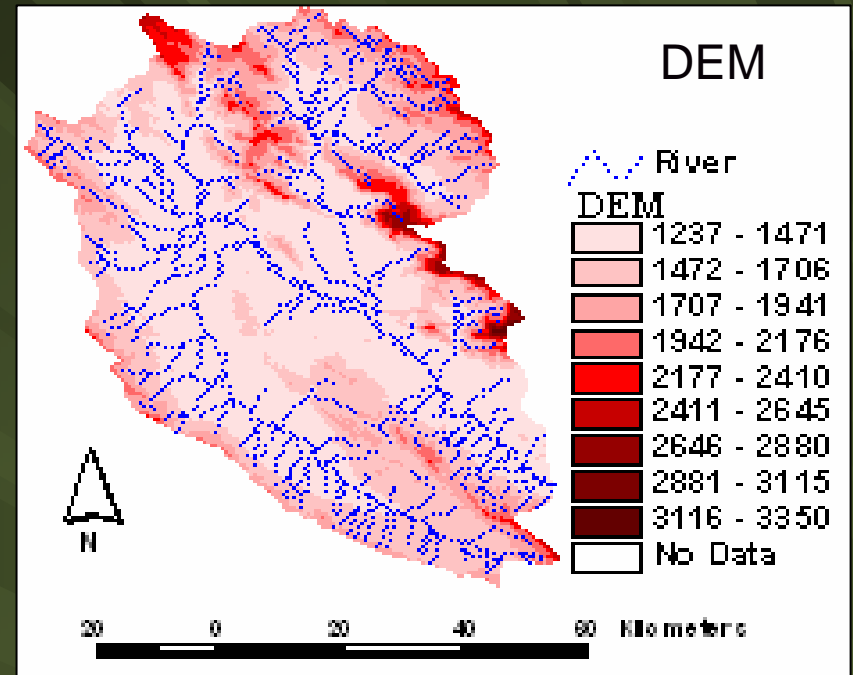 DEM
River
DEM
1237 - 1471
1472 - 1706
1707 - 1941
1942 - 2176
2177 - 2410
2411 - 2645
2646 - 2880
2881 - 3115
3116 - 3350
No Data
N
20 0 20 40 60 Kilometers